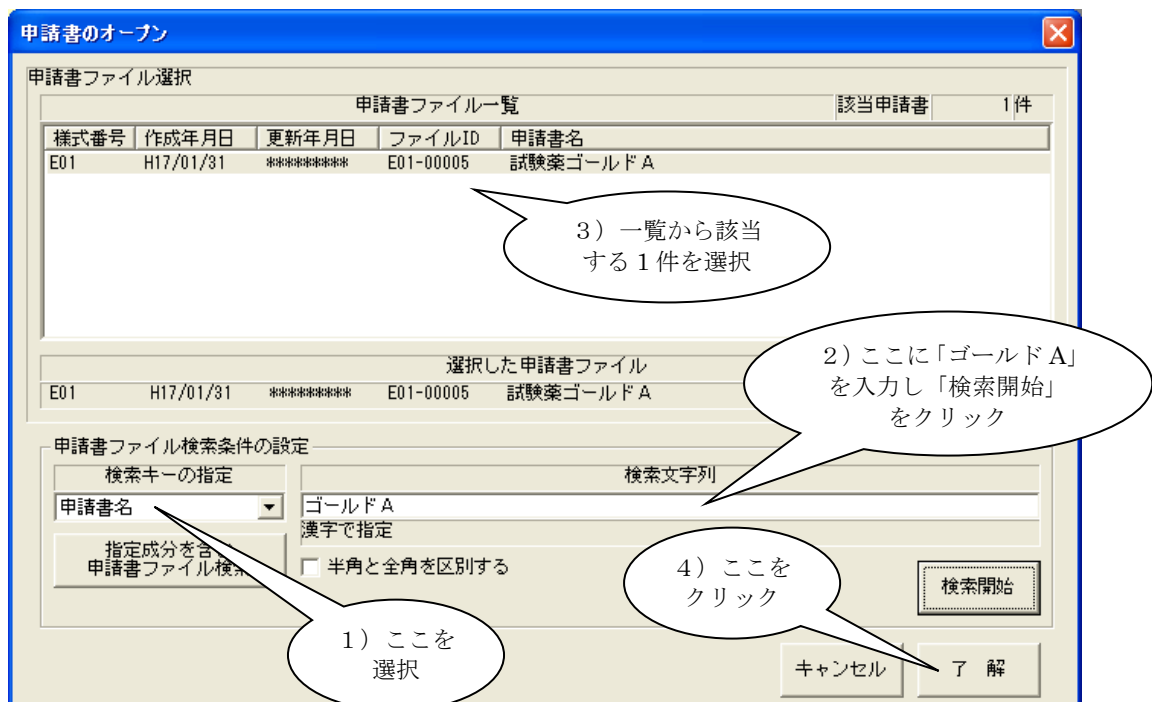 申請書のオープン
申請書ファイル選択
申請書ファイル一覧 該当申請書 1件
様式番号 作成年月日 更新年月日 ファイルID 申請書名
E01 H17/01/31 ********* E01-00005 試験薬ゴールドA
3）一覧から該当
する1件を選択
選択した申請書ファイル
E01 H17/01/31 ********* E01-00005 試験薬ゴールドA
2）ここに「ゴールドA」
を入力し「検索開始」
をクリック
申請書ファイル検索条件の設定
検索キーの指定 検索文字列
申請書名 ゴールドA
漢字で指定
指定成分を含む
申請書ファイル検索
半角と全角を区別する
4）ここを
クリック
検索開始
1）ここを
選択
キャンセル 了 解